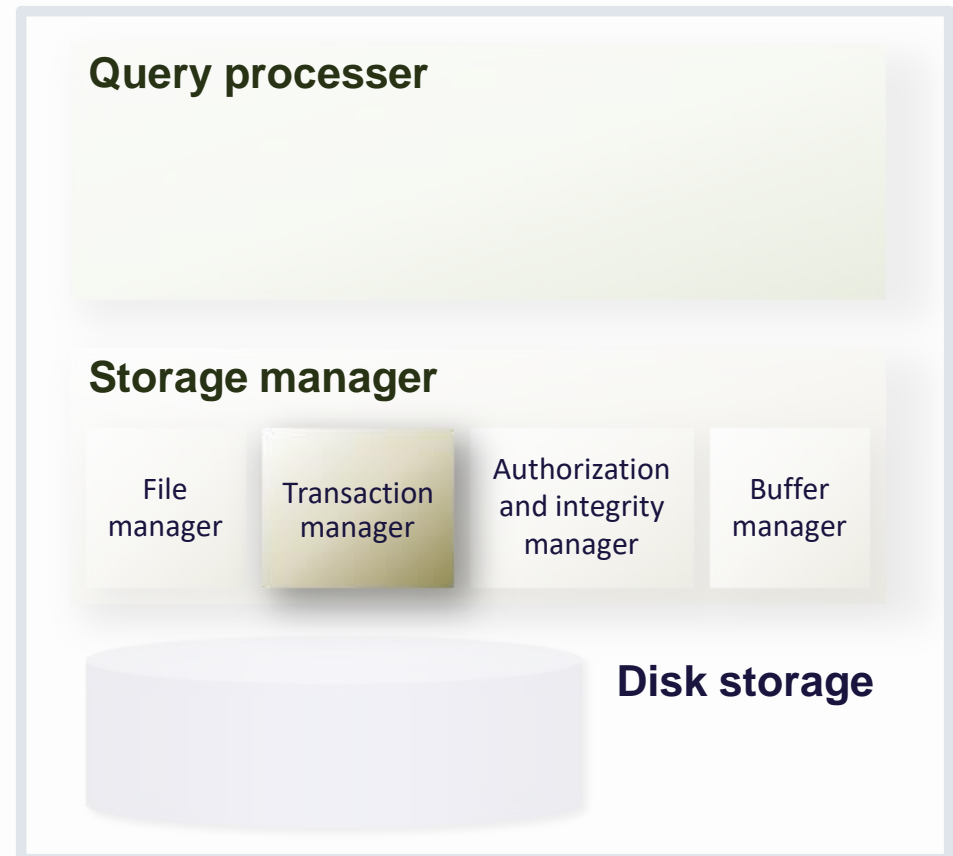 Query processer
Storage manager
File
manager
Transaction
manager
Authorization
and integrity
manager
Buffer
manager
Disk storage